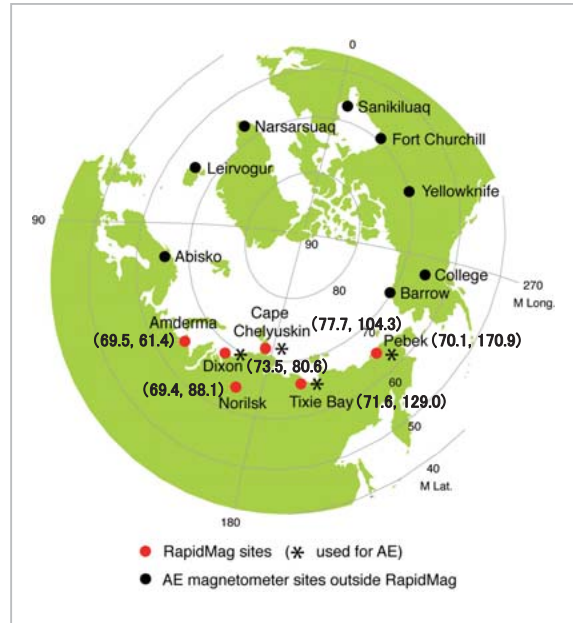 0
Sanikiluaq
Narsarsuaq
Fort Churchill
Leirvogur
Yellowknife
90
90
Abisko
College
270
M Long.
80
Barrow
Cape
Chelyuskin
(77.7, 104.3)
Amderma
70
Pebek (70.1, 170.9)
(69.5, 61.4)
*
*
Dixon * (73.5, 80.6)
60
(69.4, 88.1)
Norilsk
*
Tixie Bay (71.6, 129.0)
50
40
M Lat.
180
RapidMag sites (* used for AE)
AE magnetometer sites outside RapidMag